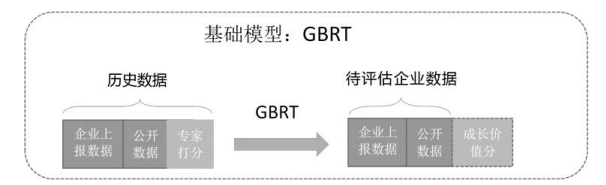 基础模型：GBRT
历史数据
待评估企业数据
GBRT
企业上
报数据
公开
数据
专家
打分
企业上
报数据
公开
数据
成长价
值分